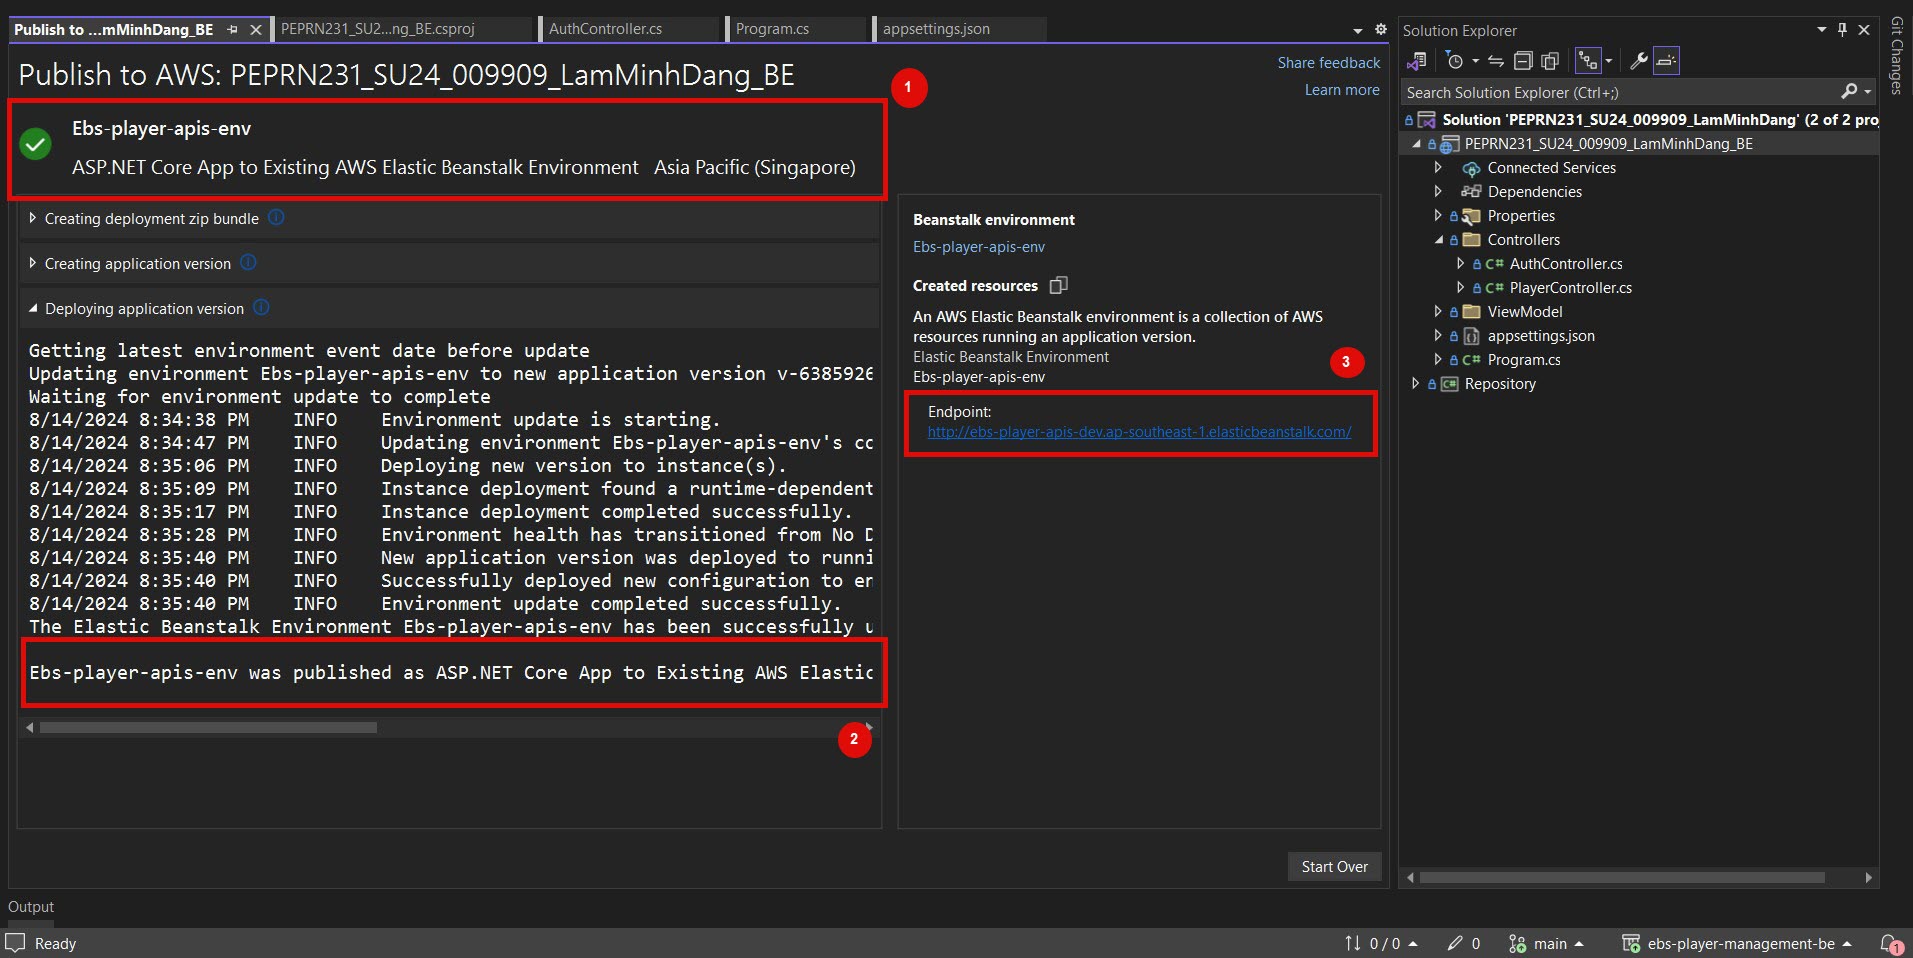 Publish to ...mMinhDang_BE
PEPRN231_SU2...ng_BE.csproj
AuthController.cs
Program.cs
appsettings.json
Publish to AWS: PEPRN231_SU24_009909_LamMinhDang_BE
Share feedback
Learn more
1
Ebs-player-apis-env
ASP.NET Core App to Existing AWS Elastic Beanstalk Environment Asia Pacific (Singapore)
Creating deployment zip bundle
Creating application version
Deploying application version
Getting latest environment event date before update
Updating environment Ebs-player-apis-env to new application version v-6385926
Waiting for environment update to complete
8/14/2024 8:34:38 PM INFO Environment update is starting.
8/14/2024 8:34:47 PM INFO Updating environment Ebs-player-apis-env's co
8/14/2024 8:35:06 PM INFO Deploying new version to instance(s).
8/14/2024 8:35:09 PM INFO Instance deployment found a runtime-dependent
8/14/2024 8:35:17 PM INFO Instance deployment completed successfully.
8/14/2024 8:35:28 PM INFO Environment health has transitioned from No D
8/14/2024 8:35:40 PM INFO New application version was deployed to runni
8/14/2024 8:35:40 PM INFO Successfully deployed new configuration to en
8/14/2024 8:35:40 PM INFO Environment update completed successfully.
The Elastic Beanstalk Environment Ebs-player-apis-env has been successfully u
Ebs-player-apis-env was published as ASP.NET Core App to Existing AWS Elastic
2
Beanstalk environment
Ebs-player-apis-env
Created resources
An AWS Elastic Beanstalk environment is a collection of AWS
resources running an application version.
Elastic Beanstalk Environment
Ebs-player-apis-env
3
Endpoint:
http://ebs-player-apis-dev.ap-southeast-1.elasticbeanstalk.com/
Start Over
Solution Explorer
Search Solution Explorer (Ctrl+;)
Solution 'PEPRN231_SU24_009909_LamMinhDang' (2 of 2 pro
PEPRN231_SU24_009909_LamMinhDang_BE
Connected Services
Dependencies
Properties
Controllers
C# AuthController.cs
C# PlayerController.cs
ViewModel
appsettings.json
C# Program.cs
C# Repository
Git Changes
Output
Ready
0 / 0
0
main
ebs-player-management-be
1